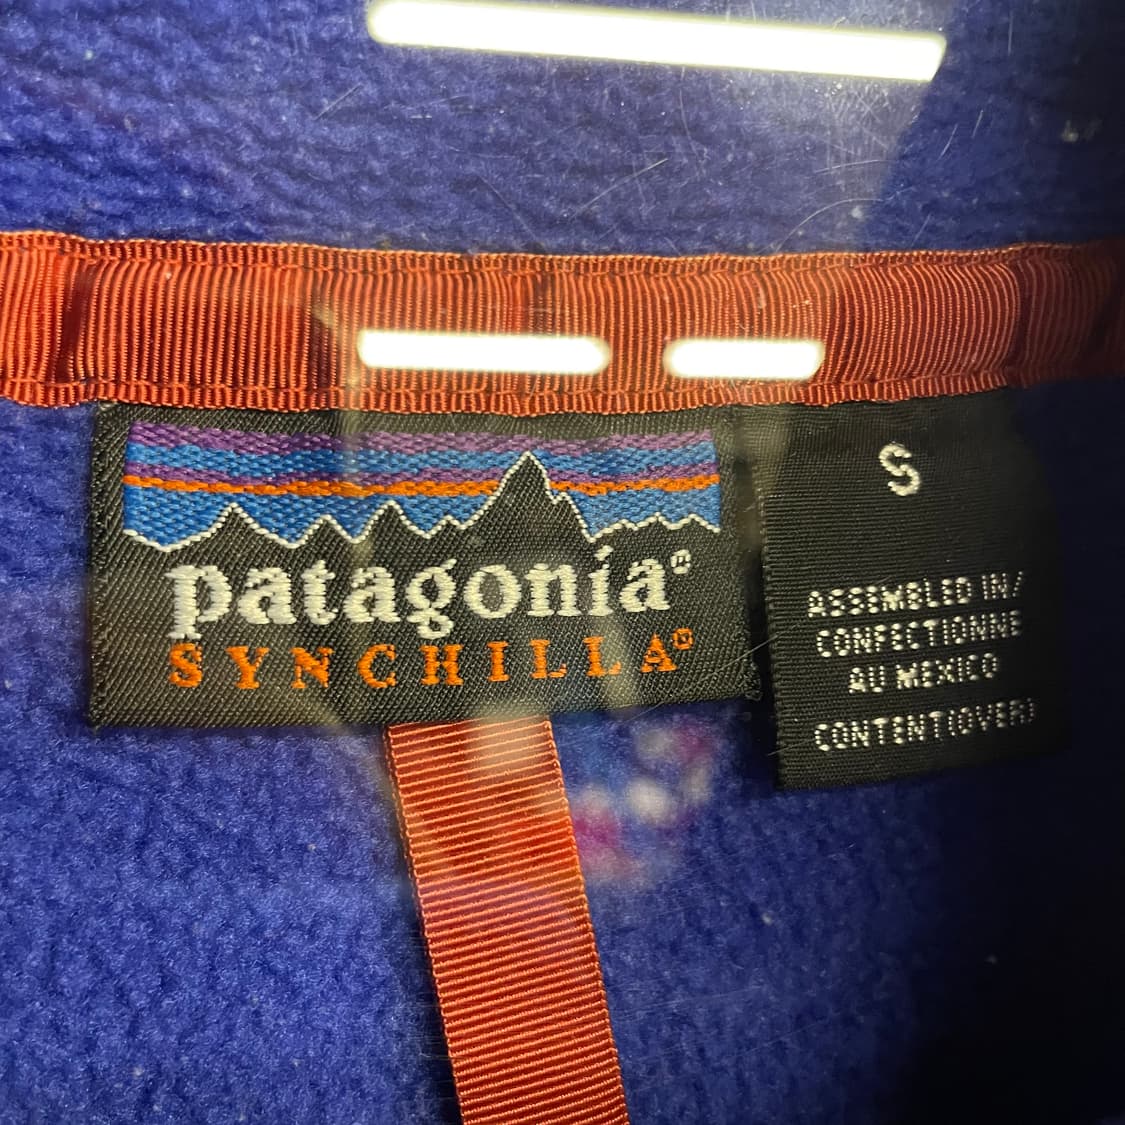 patagonia®
SYNCHILLA®
S
ASSEMBLED IN/
CONFECTIONNE
AU MEXICO
CONTENT(OVER)